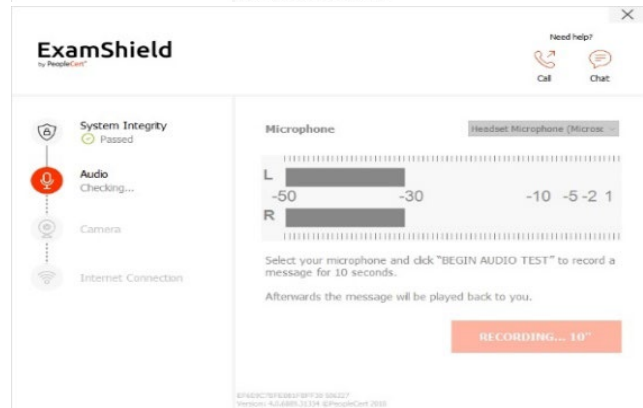 Need help?
ExamShield
by PeopleCert
Call Chat
System Integrity
Passed
Audio
Checking...
Camera
Internet Connection
Microphone
Headset Microphone (Microsc
L
-50 -30 -10 -5 -2 1
R
Select your microphone and click "BEGIN AUDIO TEST" to record a
message for 10 seconds.
Afterwards the message will be played back to you.
RECORDING... 10"
©PeopleCert